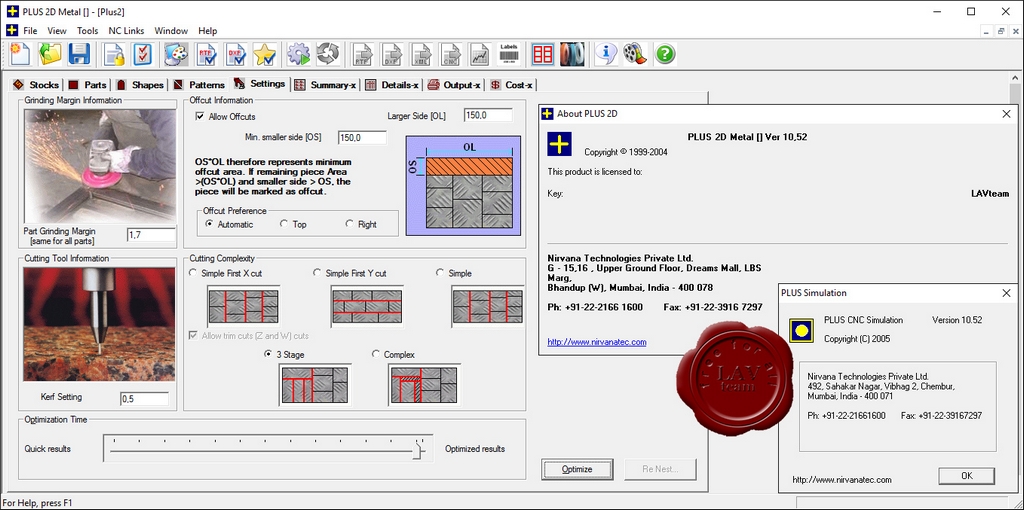 PLUS 2D Metal [] - [Plus2]
File View Tools NC Links Window Help
RTF DXF Labels
Stocks Parts Shapes Patterns Settings Summary-x Details-x Output-x Cost-x
Grinding Margin Information
Part Grinding Margin
[same for all parts]
1,7
Offcut Information
Allow Offcuts
Larger Side [OL] 150,0
Min. smaller side [OS] 150,0
OS*OL therefore represents minimum
offcut area. If remaining piece Area
>(OS*OL) and smaller side > OS, the
piece will be marked as offcut.
OL
OS
Offcut Preference
Automatic Top Right
Cutting Tool Information
Kerf Setting 0,5
Cutting Complexity
Simple First X cut Simple First Y cut Simple
Allow trim cuts (Z and W) cuts
3 Stage Complex
Optimization Time
Quick results Optimized results
Optimize Re Nest...
For Help, press F1
About PLUS 2D
PLUS 2D Metal [] Ver 10,52
Copyright © 1999-2004
This product is licensed to:
Key: LAVteam
Nirvana Technologies Private Ltd.
G - 15,16 , Upper Ground Floor, Dreams Mall, LBS
Marg,
Bhandup (W), Mumbai, India - 400 078
Ph: +91-22-2166 1600 Fax: +91-22-3916 7297
http://www.nirvanatec.com
LAV
team
PLUS Simulation
PLUS CNC Simulation Version 10.52
Copyright (C) 2005
Nirvana Technologies Private Ltd.
492, Sahakar Nagar, Vibhag 2, Chembur,
Mumbai, India - 400 071
Ph: +91-22-21661600 Fax: +91-22-39167297
http://www.nirvanatec.com
OK